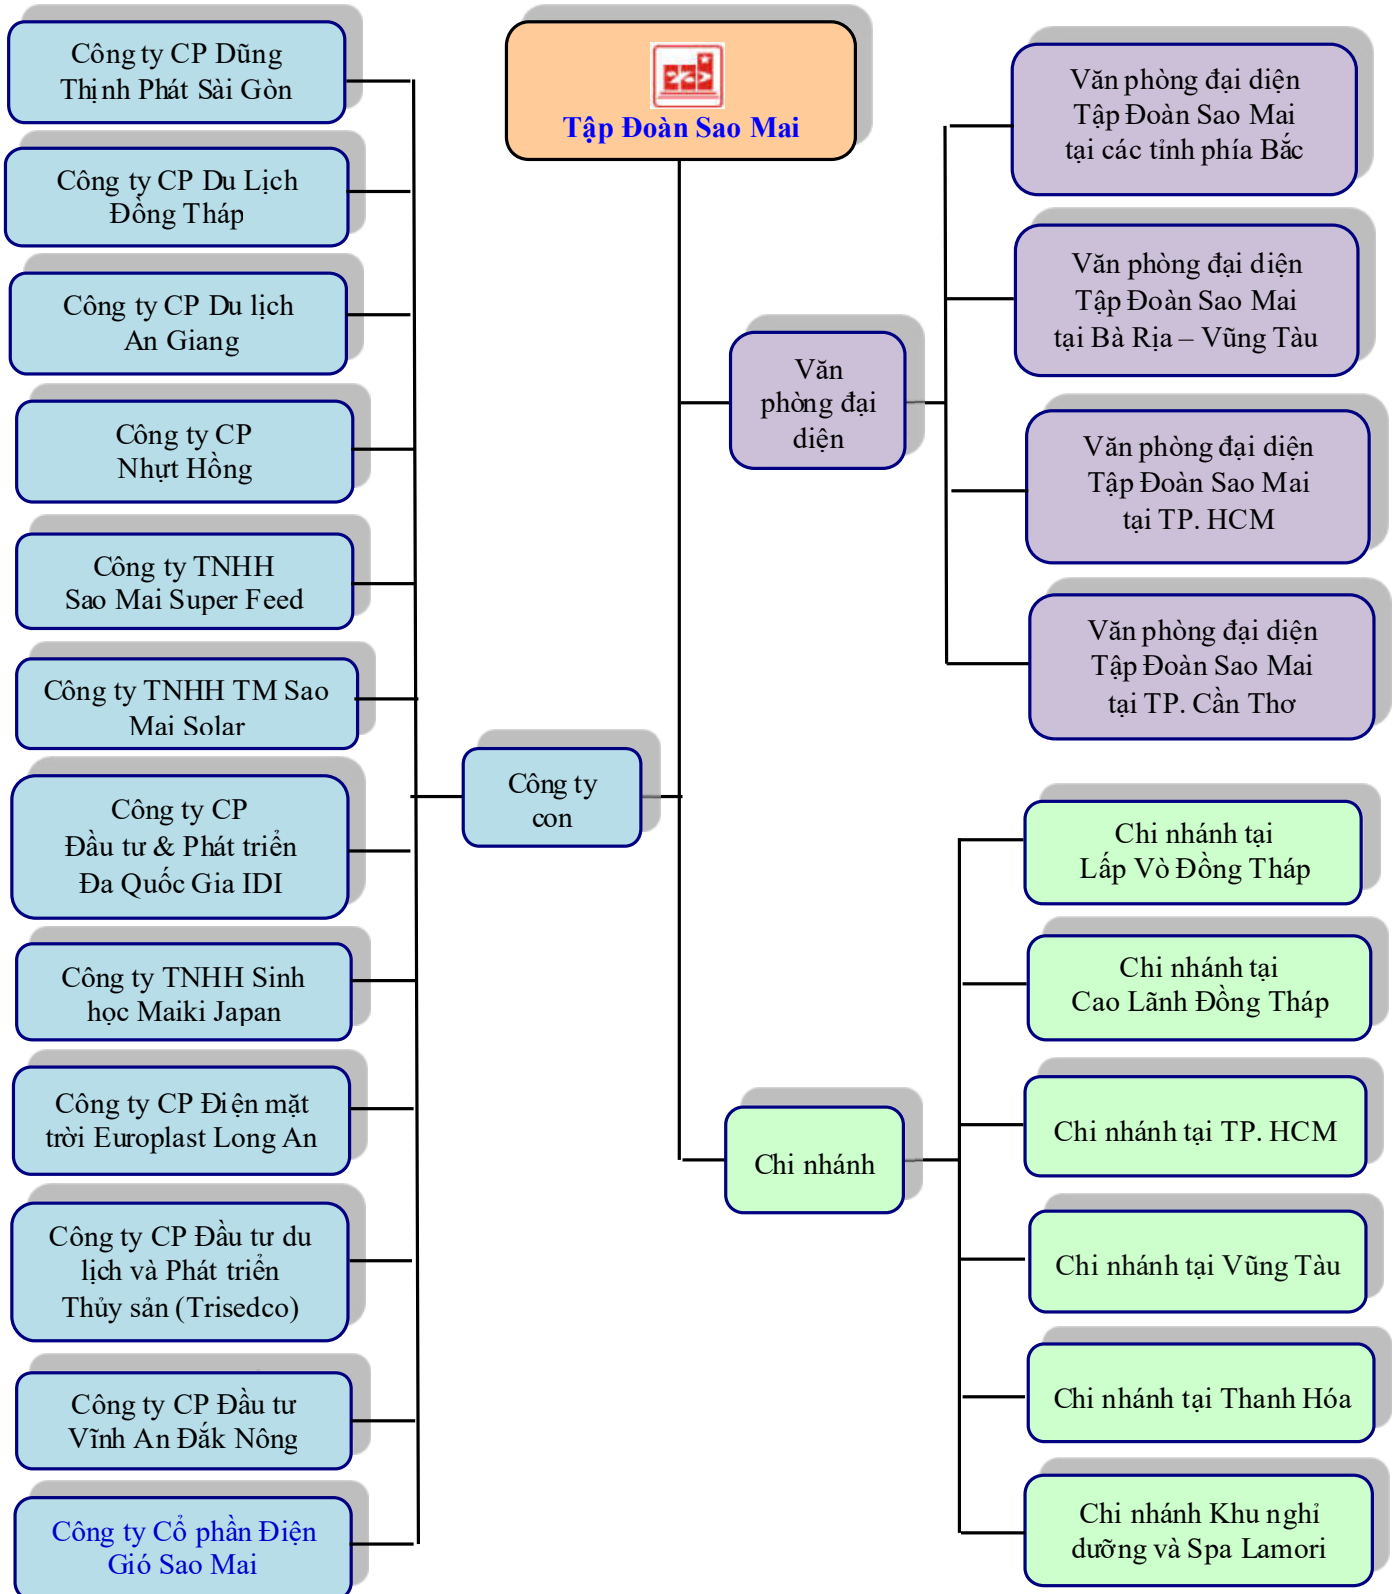 Tập Đoàn Sao Mai
Công ty CP Dũng
Thịnh Phát Sài Gòn
Công ty CP Du Lịch
Đồng Tháp
Công ty CP Du lịch
An Giang
Công ty CP
Nhựt Hồng
Công ty TNHH
Sao Mai Super Feed
Công ty TNHH TM Sao
Mai Solar
Công ty CP
Đầu tư & Phát triển
Đa Quốc Gia IDI
Công ty TNHH Sinh
học Maiki Japan
Công ty CP Điện mặt
trời Europlast Long An
Công ty CP Đầu tư du
lịch và Phát triển
Thủy sản (Trisedco)
Công ty CP Đầu tư
Vĩnh An Đắk Nông
Công ty Cổ phần Điện
Gió Sao Mai
Công ty
con
Văn
phòng đại
diện
Văn phòng đại diện
Tập Đoàn Sao Mai
tại các tỉnh phía Bắc
Văn phòng đại diện
Tập Đoàn Sao Mai
tại Bà Rịa – Vũng Tàu
Văn phòng đại diện
Tập Đoàn Sao Mai
tại TP. HCM
Văn phòng đại diện
Tập Đoàn Sao Mai
tại TP. Cần Thơ
Chi nhánh
Chi nhánh tại
Lấp Vò Đồng Tháp
Chi nhánh tại
Cao Lãnh Đồng Tháp
Chi nhánh tại TP. HCM
Chi nhánh tại Vũng Tàu
Chi nhánh tại Thanh Hóa
Chi nhánh Khu nghỉ
dưỡng và Spa Lamori